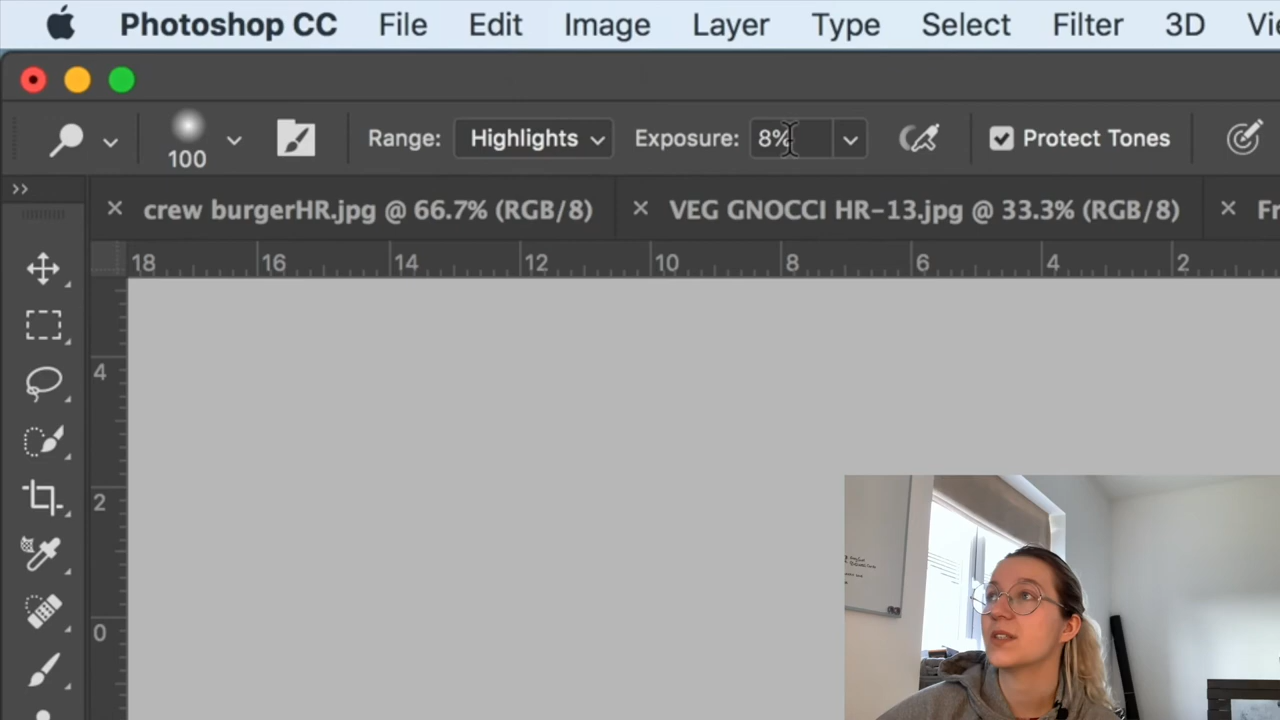 Photoshop CC File Edit Image Layer Type Select Filter 3D
100 Range: Highlights Exposure: 8% Protect Tones
>>
× crew burgerHR.jpg @ 66.7% (RGB/8) × VEG GNOCCI HR-13.jpg @ 33.3% (RGB/8) × Fr
18 16 14 12 10 8 6 4 2
4
2
0